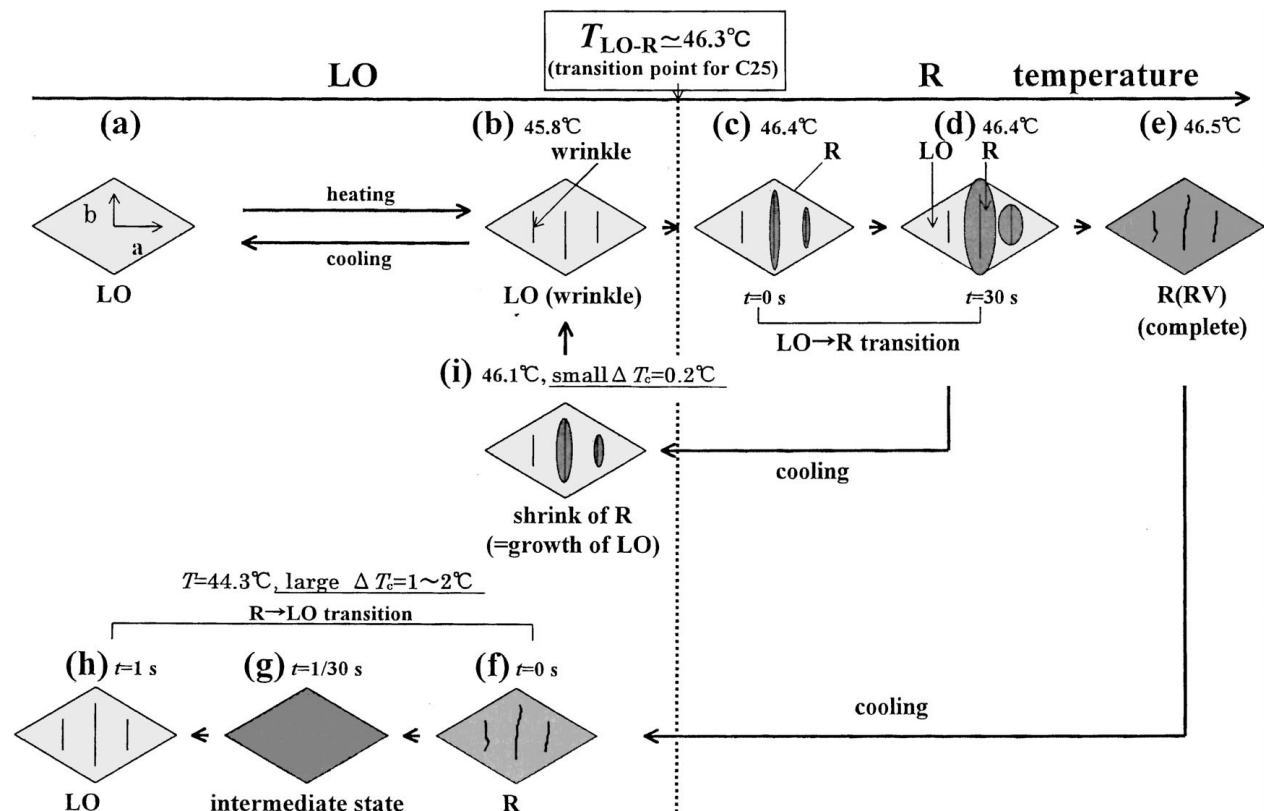 T_LO-R≃46.3℃
(transition point for C25)
LO
R
temperature
(a)
b
a
LO
heating
cooling
(b) 45.8℃
wrinkle
LO (wrinkle)
(c) 46.4℃
R
t=0 s
(d) 46.4℃
LO
R
t=30 s
LO→R transition
(e) 46.5℃
R(RV)
(complete)
(i) 46.1℃, small Δ Tc=0.2℃
shrink of R
(=growth of LO)
cooling
T=44.3℃, large Δ Tc=1～2℃
R→LO transition
(h) t=1 s
LO
(g) t=1/30 s
intermediate state
(f) t=0 s
R
cooling